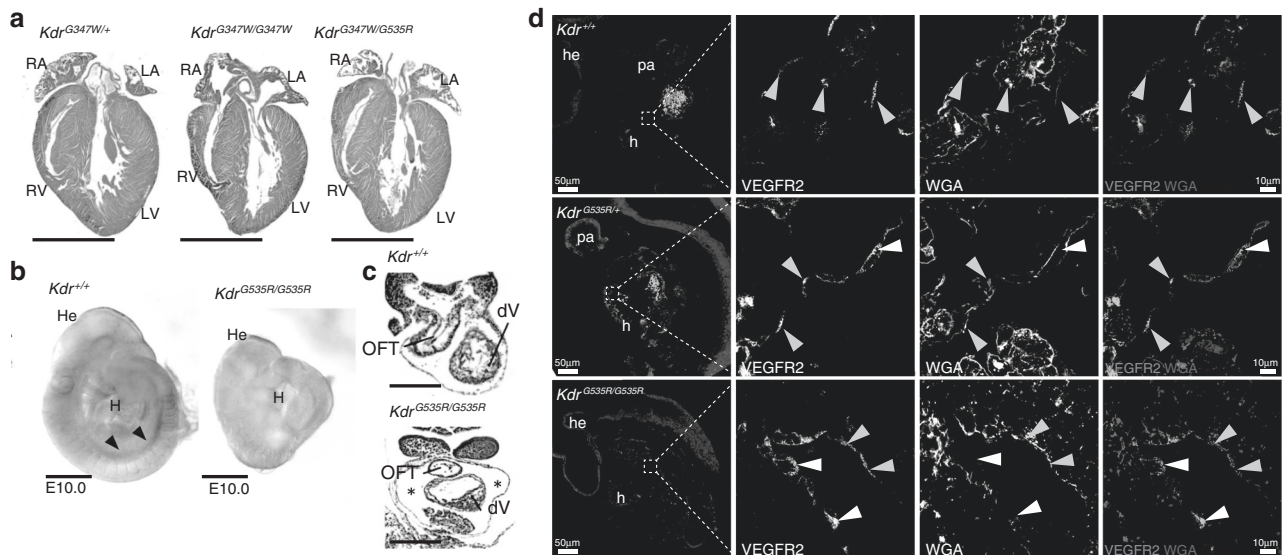 a
Kdr^G347W/+
Kdr^G347W/G347W
Kdr^G347W/G535R
RA
LA
RV
LV
RA
LA
RV
LV
RA
LA
RV
LV
b
Kdr^+/+
Kdr^G535R/G535R
He
H
E10.0
He
H
E10.0
c
Kdr^+/+
OFT
dV
Kdr^G535R/G535R
OFT
*
*
dV
d
Kdr^+/+
he
pa
h
50μm
VEGFR2
WGA
VEGFR2 WGA
10μm
Kdr^G535R/+
pa
h
50μm
VEGFR2
WGA
VEGFR2 WGA
10μm
Kdr^G535R/G535R
he
h
50μm
VEGFR2
WGA
VEGFR2 WGA
10μm